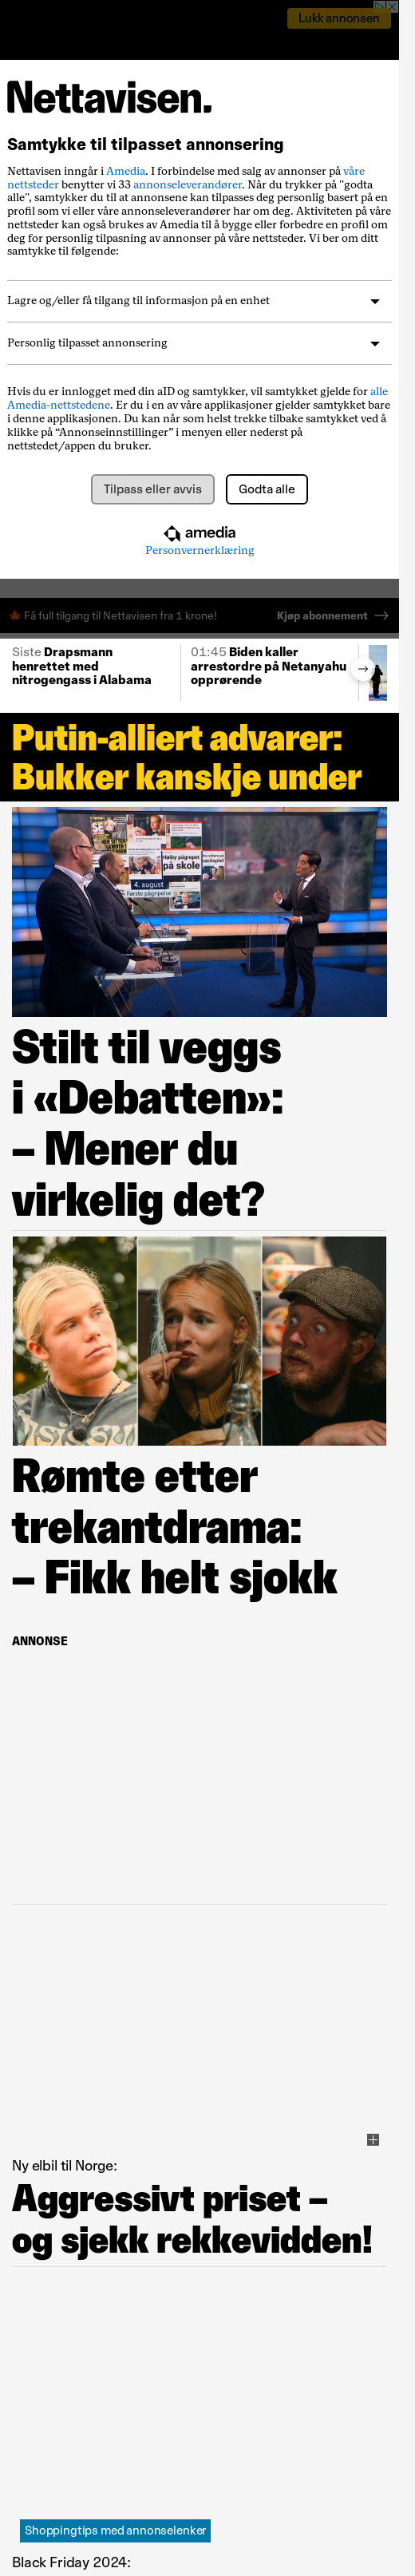 Lukk annonsen
Nettavisen.
Samtykke til tilpasset annonsering
Nettavisen inngår i Amedia. I forbindelse med salg av annonser på våre
nettsteder benytter vi 33 annonseleverandører. Når du trykker på "godta
alle", samtykker du til at annonsene kan tilpasses deg personlig basert på en
profil som vi eller våre annonseleverandører har om deg. Aktiviteten på våre
nettsteder kan også brukes av Amedia til å bygge eller forbedre en profil om
deg for personlig tilpasning av annonser på våre nettsteder. Vi ber om ditt
samtykke til følgende:
Lagre og/eller få tilgang til informasjon på en enhet
Personlig tilpasset annonsering
Hvis du er innlogget med din aID og samtykker, vil samtykket gjelde for alle
Amedia-nettstedene. Er du i en av våre applikasjoner gjelder samtykket bare
i denne applikasjonen. Du kan når som helst trekke tilbake samtykket ved å
klikke på “Annonseinnstillinger” i menyen eller nederst på
nettstedet/appen du bruker.
Tilpass eller avvis
Godta alle
amedia
Personvernerklæring
Få full tilgang til Nettavisen fra 1 krone!
Kjøp abonnement
Siste Drapsmann
henrettet med
nitrogengass i Alabama
01:45 Biden kaller
arrestordre på Netanyahu
opprørende
Putin-alliert advarer:
Bukker kanskje under
Høiby pågrepet
på skole
4. august
Første pågripelse
Stilt til veggs
i «Debatten»:
– Mener du
virkelig det?
Rømte etter
trekantdrama:
– Fikk helt sjokk
ANNONSE
Ny elbil til Norge:
Aggressivt priset –
og sjekk rekkevidden!
Shoppingtips med annonselenker
Black Friday 2024: